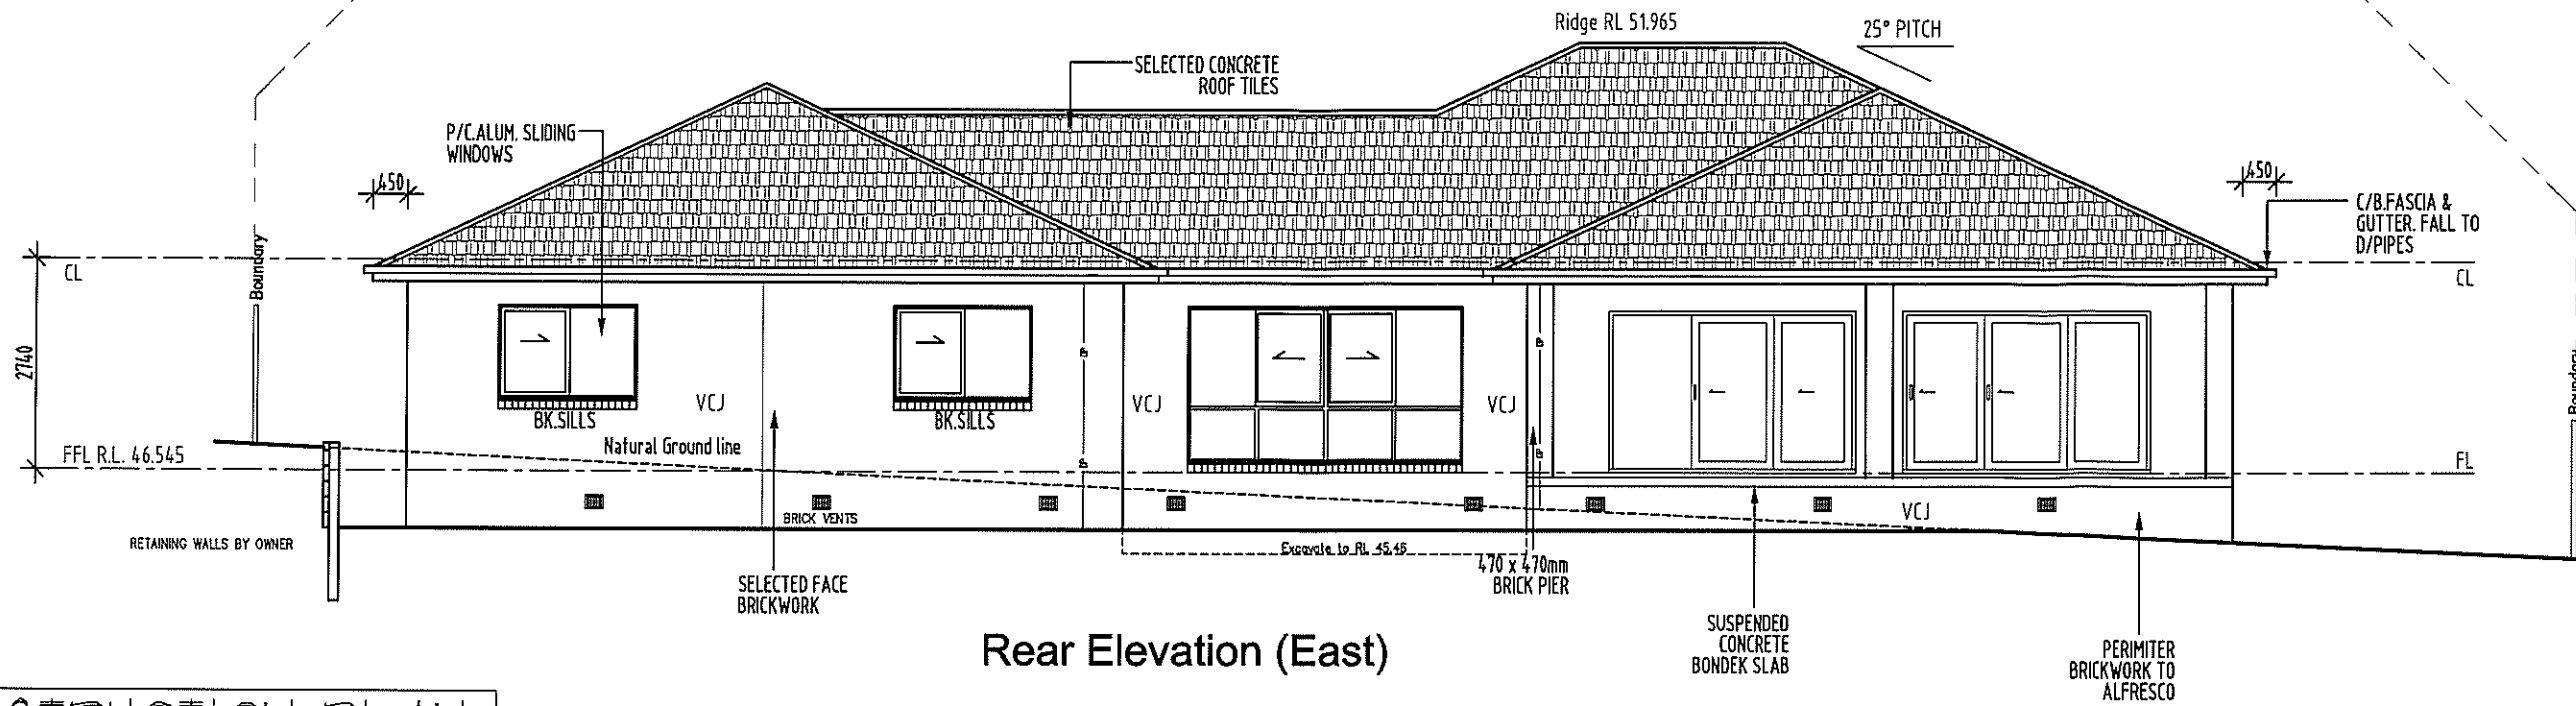 Ridge RL 51.965
25° PITCH
SELECTED CONCRETE
ROOF TILES
P/C.ALUM. SLIDING
WINDOWS
450
450
C/B.FASCIA &
GUTTER. FALL TO
D/PIPES
Boundary
CL
CL
2740
BK.SILLS
VCJ
BK.SILLS
VCJ
VCJ
Boundary
Natural Ground line
FFL R.L. 46.545
FL
BRICK VENTS
VCJ
RETAINING WALLS BY OWNER
Excavate to RL 45.46
470 x 470mm
BRICK PIER
SELECTED FACE
BRICKWORK
SUSPENDED
CONCRETE
BONDEK SLAB
PERIMITER
BRICKWORK TO
ALFRESCO
Rear Elevation (East)